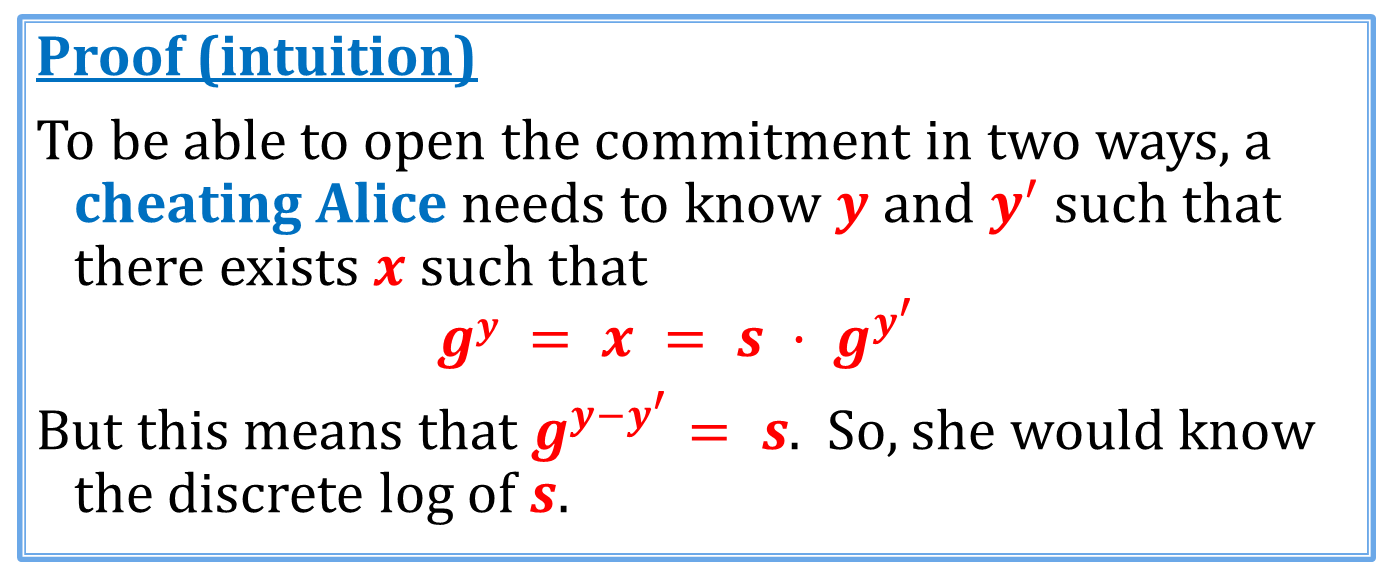 Proof (intuition)
To be able to open the commitment in two ways, a
cheating Alice needs to know y and y′ such that
there exists x such that
g^y = x = s · g^y′
But this means that g^y−y′ = s. So, she would know
the discrete log of s.